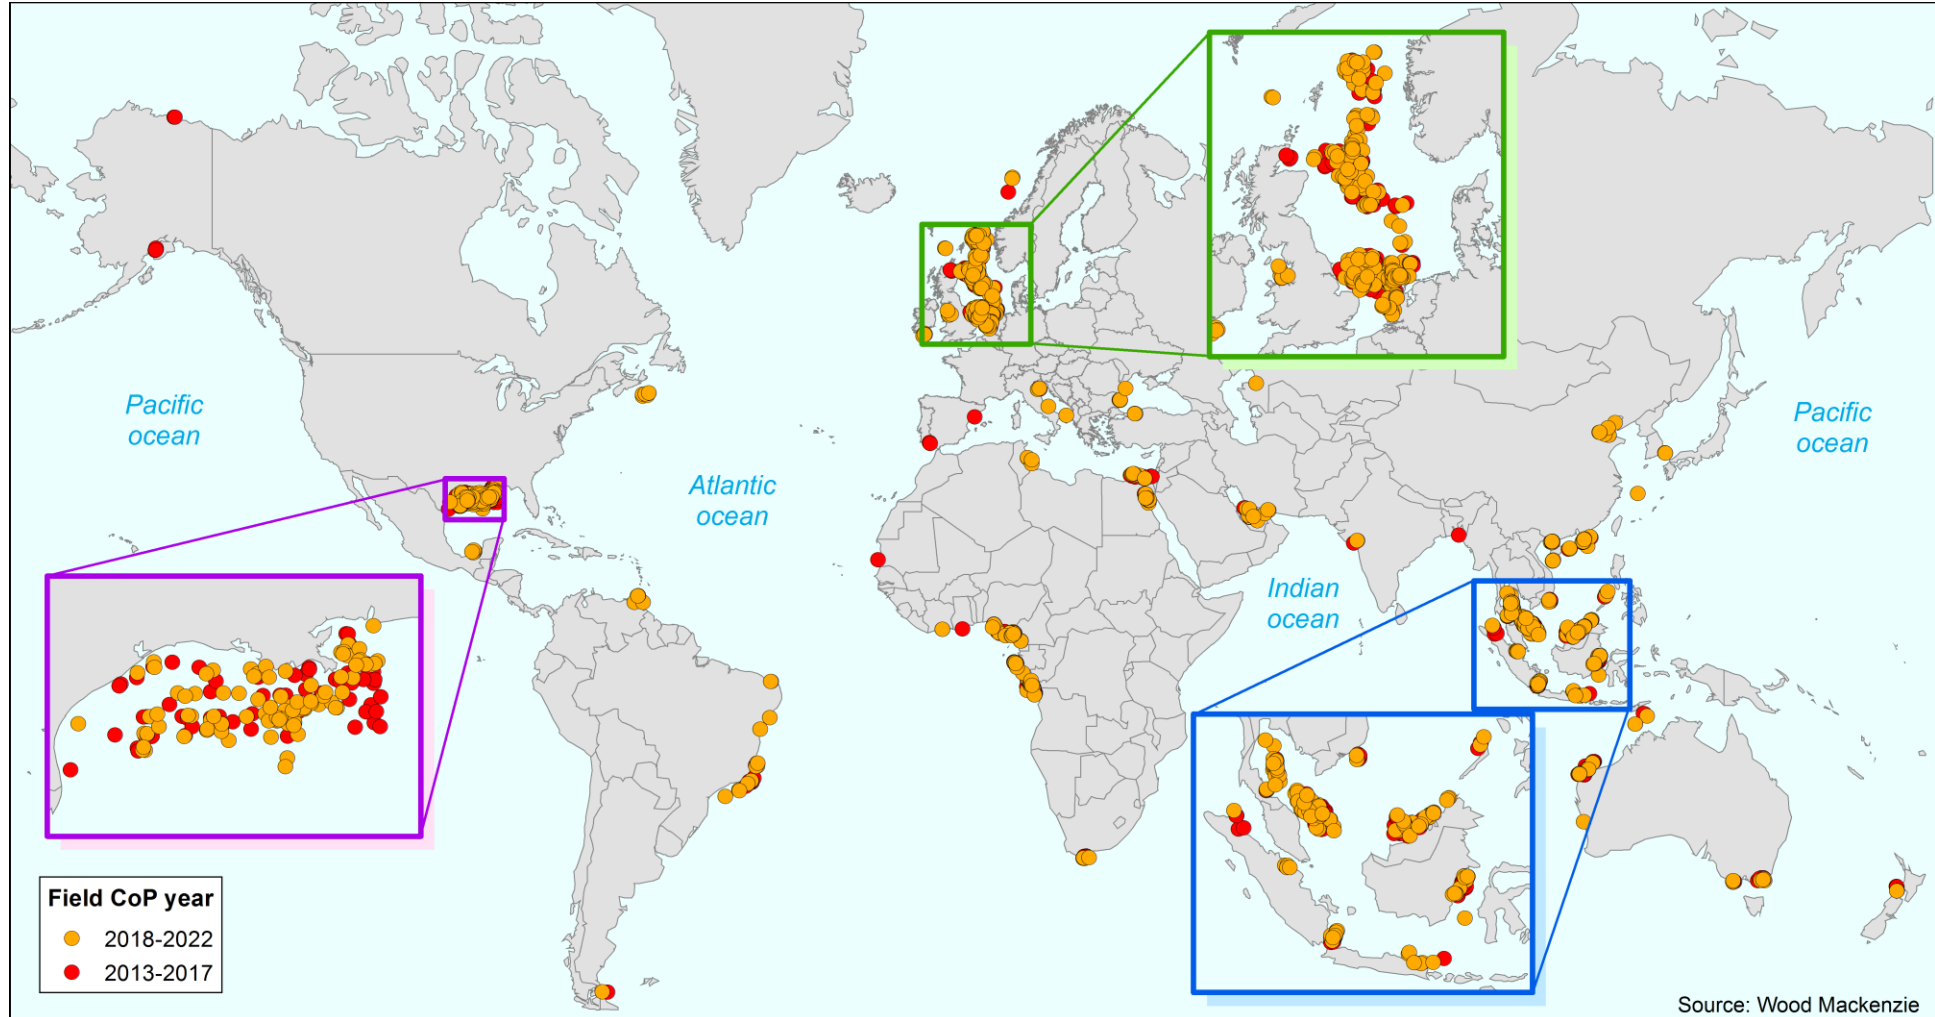 Pacific
ocean
Atlantic
ocean
Indian
ocean
Pacific
ocean
Field CoP year
2018-2022
2013-2017
Source: Wood Mackenzie